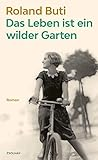 Roland Buti
Das Leben ist ein
wilder Garten
Roman